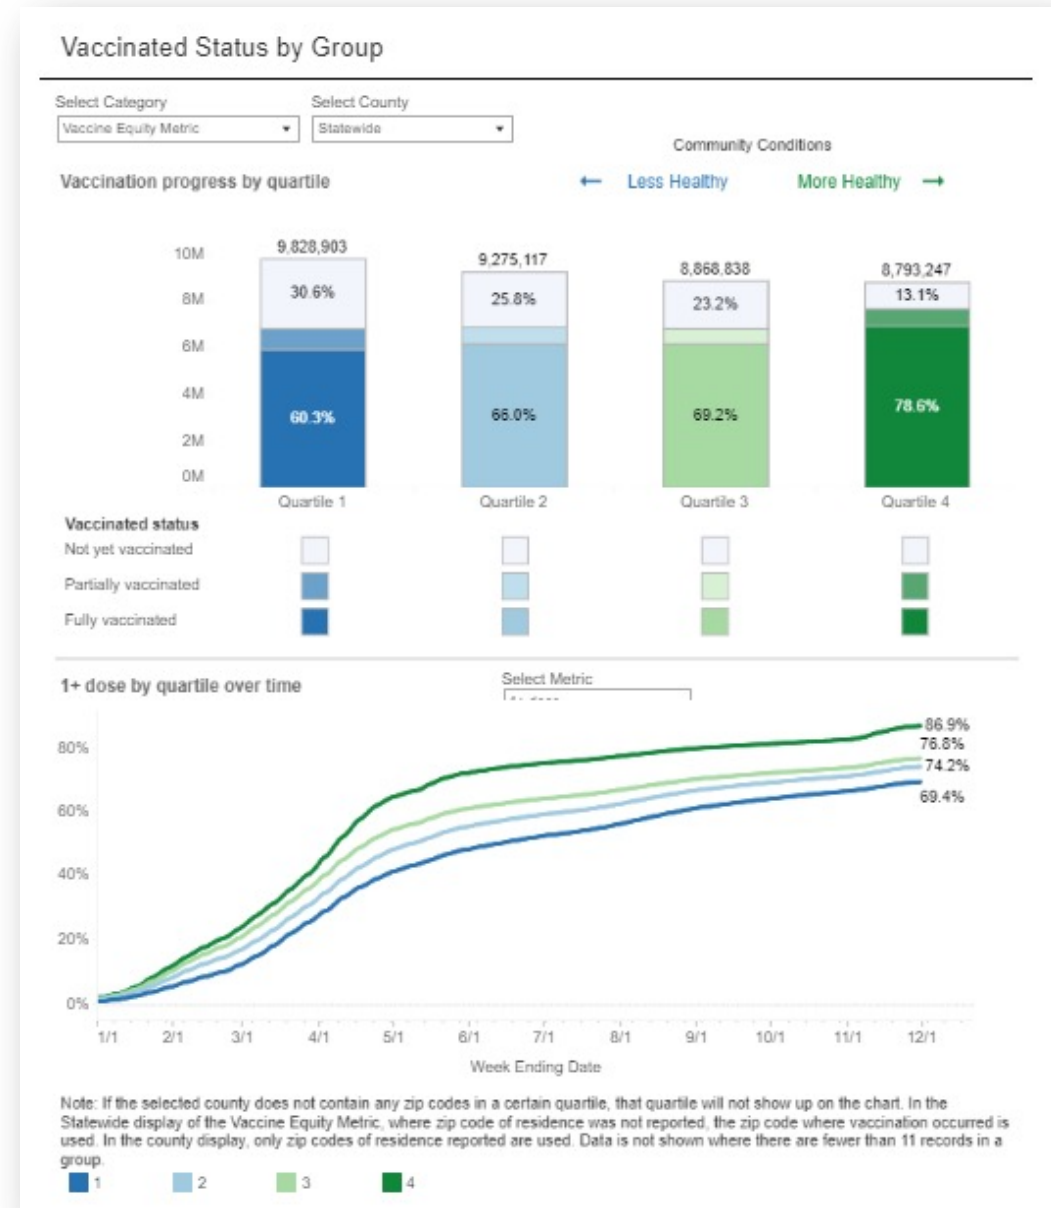 Vaccinated Status by Group
Select Category
Select County
Vaccine Equity Metric
Statewide
Community Conditions
Vaccination progress by quartile
← Less Healthy
More Healthy →
10M
8M
6M
4M
2M
0M
9,828,903
30.6%
60.3%
9,275,117
25.8%
66.0%
8,868,838
23.2%
69.2%
8,793,247
13.1%
78.6%
Quartile 1
Quartile 2
Quartile 3
Quartile 4
Vaccinated status
Not yet vaccinated
Partially vaccinated
Fully vaccinated
1+ dose by quartile over time
Select Metric
80%
60%
40%
20%
0%
86.9%
76.8%
74.2%
69.4%
1/1 2/1 3/1 4/1 5/1 6/1 7/1 8/1 9/1 10/1 11/1 12/1
Week Ending Date
Note: If the selected county does not contain any zip codes in a certain quartile, that quartile will not show up on the chart. In the
Statewide display of the Vaccine Equity Metric, where zip code of residence was not reported, the zip code where vaccination occurred is
used. In the county display, only zip codes of residence reported are used. Data is not shown where there are fewer than 11 records in a
group.
1 2 3 4